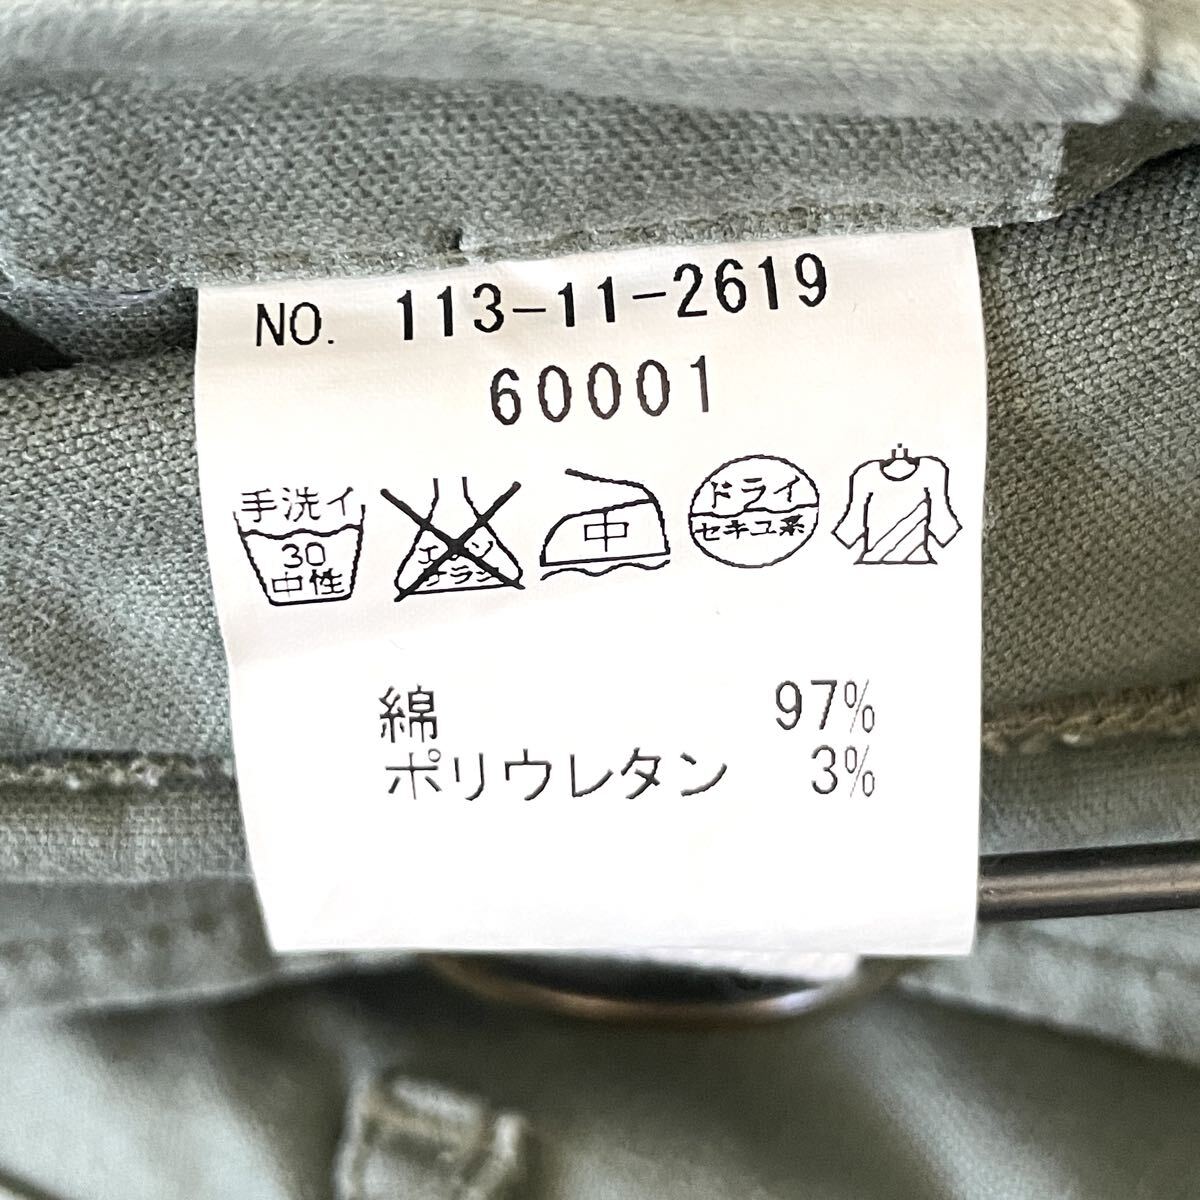 NO. 113-11-2619
60001
手洗イ
30
中性
エンソ
サラシ
中
ドライ
セキユ系
綿 97%
ポリウレタン 3%